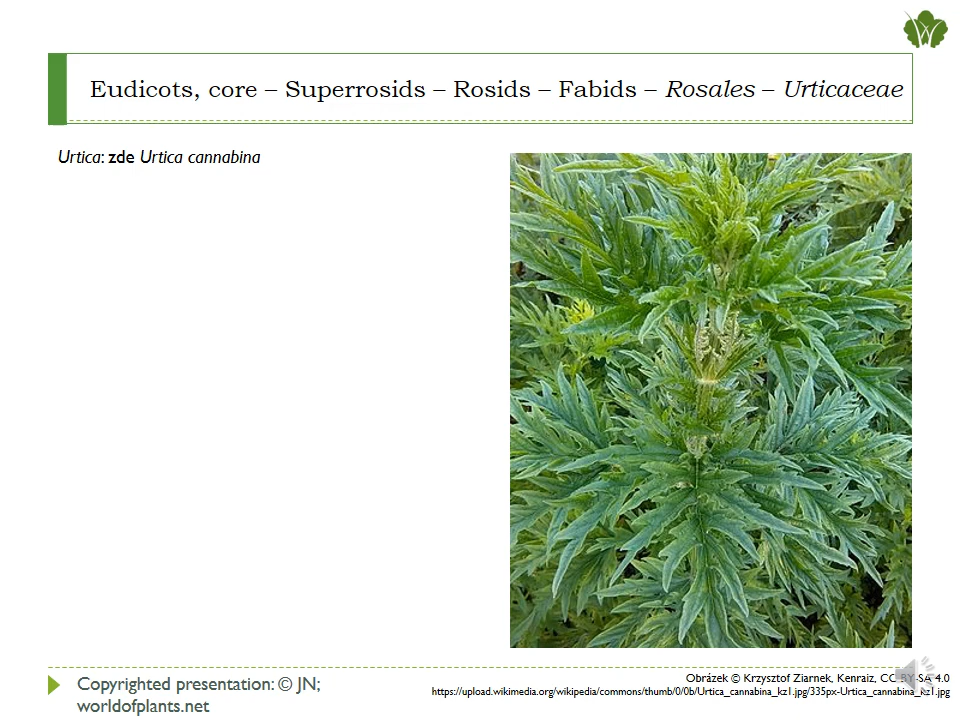 Eudicots, core – Superrosids – Rosids – Fabids – Rosales – Urticaceae
Urtica: zde Urtica cannabina
Copyrighted presentation: © JN;
worldofplants.net
Obrázek © Krzysztof Ziarnek, Kenraiz, CC BY-SA 4.0
https://upload.wikimedia.org/wikipedia/commons/thumb/0/0b/Urtica_cannabina_kz1.jpg/335px-Urtica_cannabina_kz1.jpg